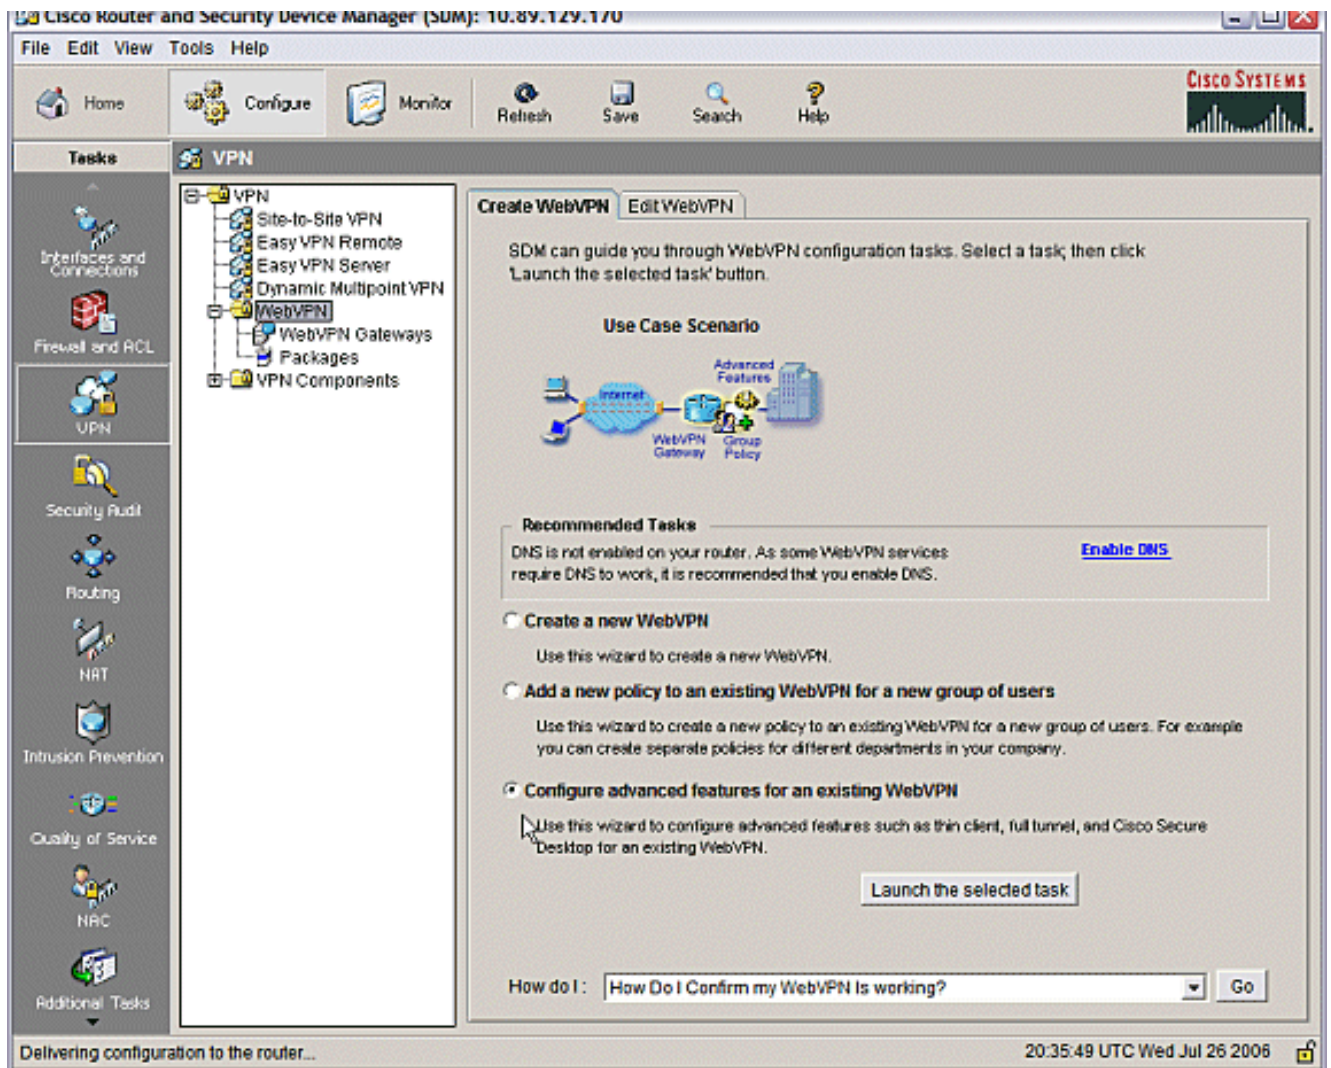 Cisco Router and Security Device Manager (SDM): 10.89.129.170
File Edit View Tools Help
Home Configure Monitor Refresh Save Search Help
CISCO SYSTEMS
Tasks
VPN
Interfaces and
Connections
Firewall and ACL
VPN
Security Audit
Routing
NAT
Intrusion Prevention
Quality of Service
NAC
Additional Tasks
VPN
Site-to-Site VPN
Easy VPN Remote
Easy VPN Server
Dynamic Multipoint VPN
WebVPN
WebVPN Gateways
Packages
VPN Components
Create WebVPN Edit WebVPN
SDM can guide you through WebVPN configuration tasks. Select a task; then click
'Launch the selected task' button.
Use Case Scenario
Advanced
Features
Internet
WebVPN
Gateway
Group
Policy
Recommended Tasks
DNS is not enabled on your router. As some WebVPN services
require DNS to work, it is recommended that you enable DNS.
Enable DNS
Create a new WebVPN
Use this wizard to create a new WebVPN.
Add a new policy to an existing WebVPN for a new group of users
Use this wizard to create a new policy to an existing WebVPN for a new group of users. For example
you can create separate policies for different departments in your company.
Configure advanced features for an existing WebVPN
Use this wizard to configure advanced features such as thin client, full tunnel, and Cisco Secure
Desktop for an existing WebVPN.
Launch the selected task
How do I : How Do I Confirm my WebVPN Is working? Go
Delivering configuration to the router...
20:35:49 UTC Wed Jul 26 2006